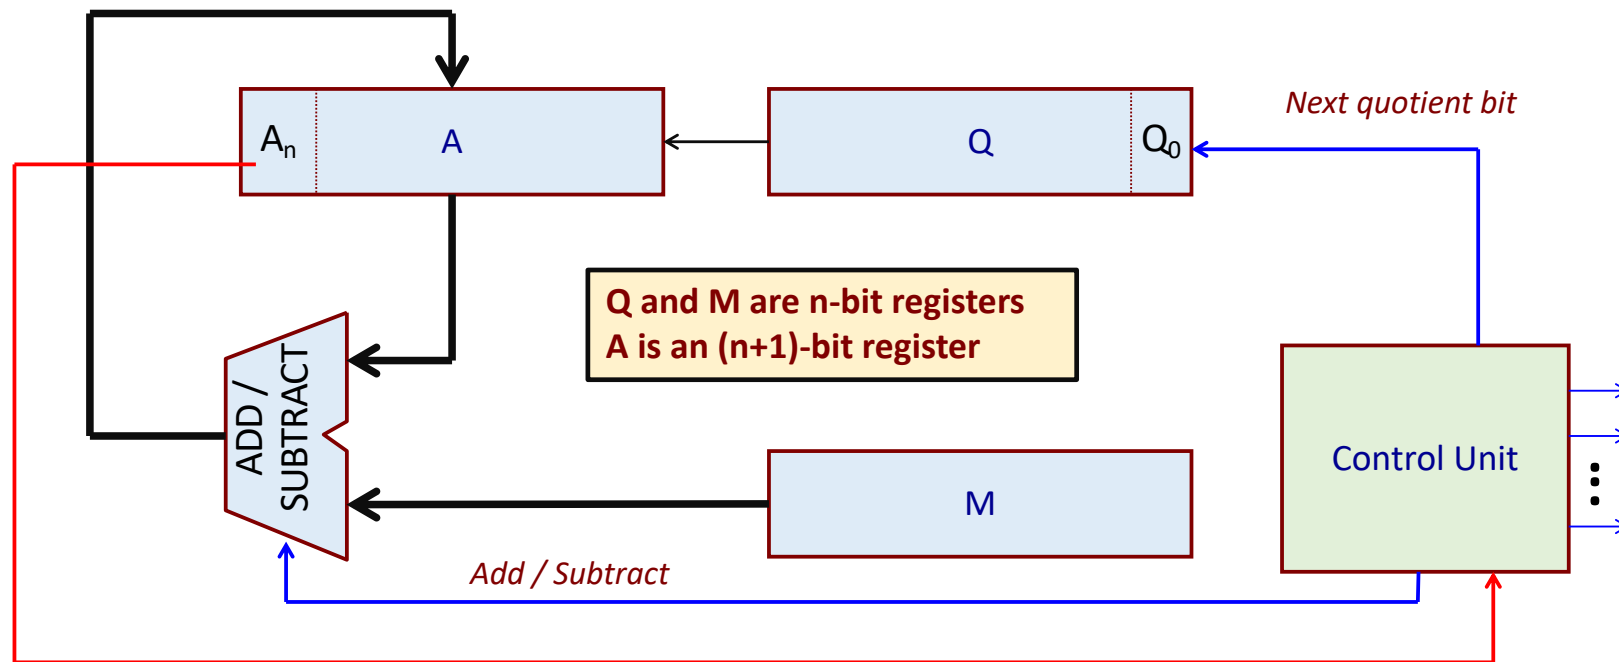 Next quotient bit
Aₙ
A
Q
Q₀
Q and M are n-bit registers
A is an (n+1)-bit register
ADD /
SUBTRACT
Control Unit
M
Add / Subtract